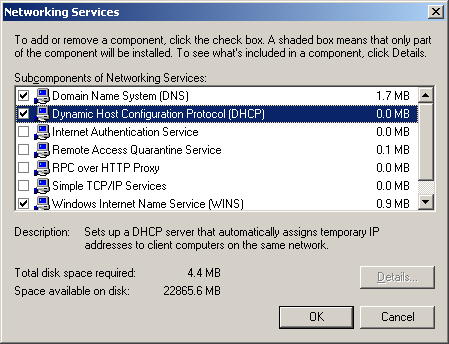 Networking Services
To add or remove a component, click the check box. A shaded box means that only part
of the component will be installed. To see what's included in a component, click Details.
Subcomponents of Networking Services:
Domain Name System (DNS) 1.7 MB
Dynamic Host Configuration Protocol (DHCP) 0.0 MB
Internet Authentication Service 0.0 MB
Remote Access Quarantine Service 0.1 MB
RPC over HTTP Proxy 0.0 MB
Simple TCP/IP Services 0.0 MB
Windows Internet Name Service (WINS) 0.9 MB
Description: Sets up a DHCP server that automatically assigns temporary IP
addresses to client computers on the same network.
Total disk space required: 4.4 MB
Space available on disk: 22865.6 MB
Details...
OK Cancel